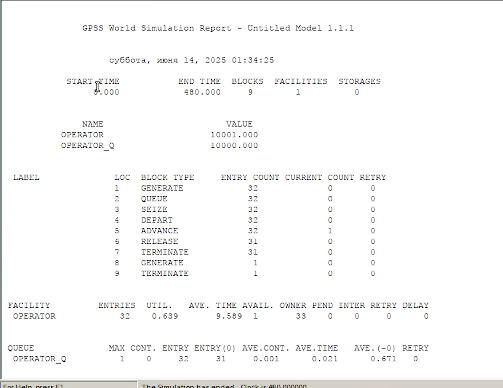 GPSS World Simulation Report - Untitled Model 1.1.1
суббота, июня 14, 2025 01:34:25
START TIME END TIME BLOCKS FACILITIES STORAGES
0.000 480.000 9 1 0
NAME VALUE
OPERATOR 10001.000
OPERATOR_Q 10000.000
LABEL LOC BLOCK TYPE ENTRY COUNT CURRENT COUNT RETRY
1 GENERATE 32 0 0
2 QUEUE 32 0 0
3 SEIZE 32 0 0
4 DEPART 32 0 0
5 ADVANCE 32 1 0
6 RELEASE 31 0 0
7 TERMINATE 31 0 0
8 GENERATE 1 0 0
9 TERMINATE 1 0 0
FACILITY ENTRIES UTIL. AVE. TIME AVAIL. OWNER PEND INTER RETRY DELAY
OPERATOR 32 0.639 9.589 1 33 0 0 0 0
QUEUE MAX CONT. ENTRY ENTRY(0) AVE.CONT. AVE.TIME AVE.(-0) RETRY
OPERATOR_Q 1 0 32 31 0.001 0.021 0.671 0
For Help, press F1 The Simulation has ended. Clock is 480.000000.